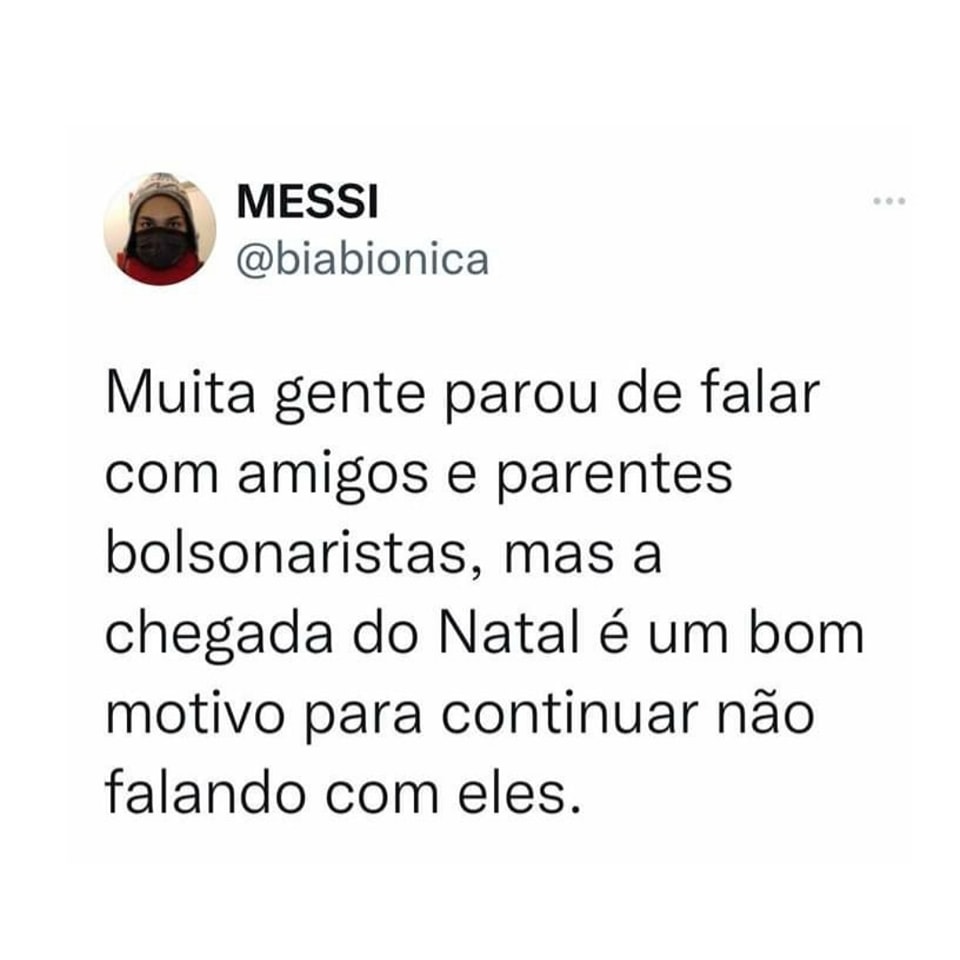 MESSI
@biabionica
Muita gente parou de falar
com amigos e parentes
bolsonaristas, mas a
chegada do Natal é um bom
motivo para continuar não
falando com eles.